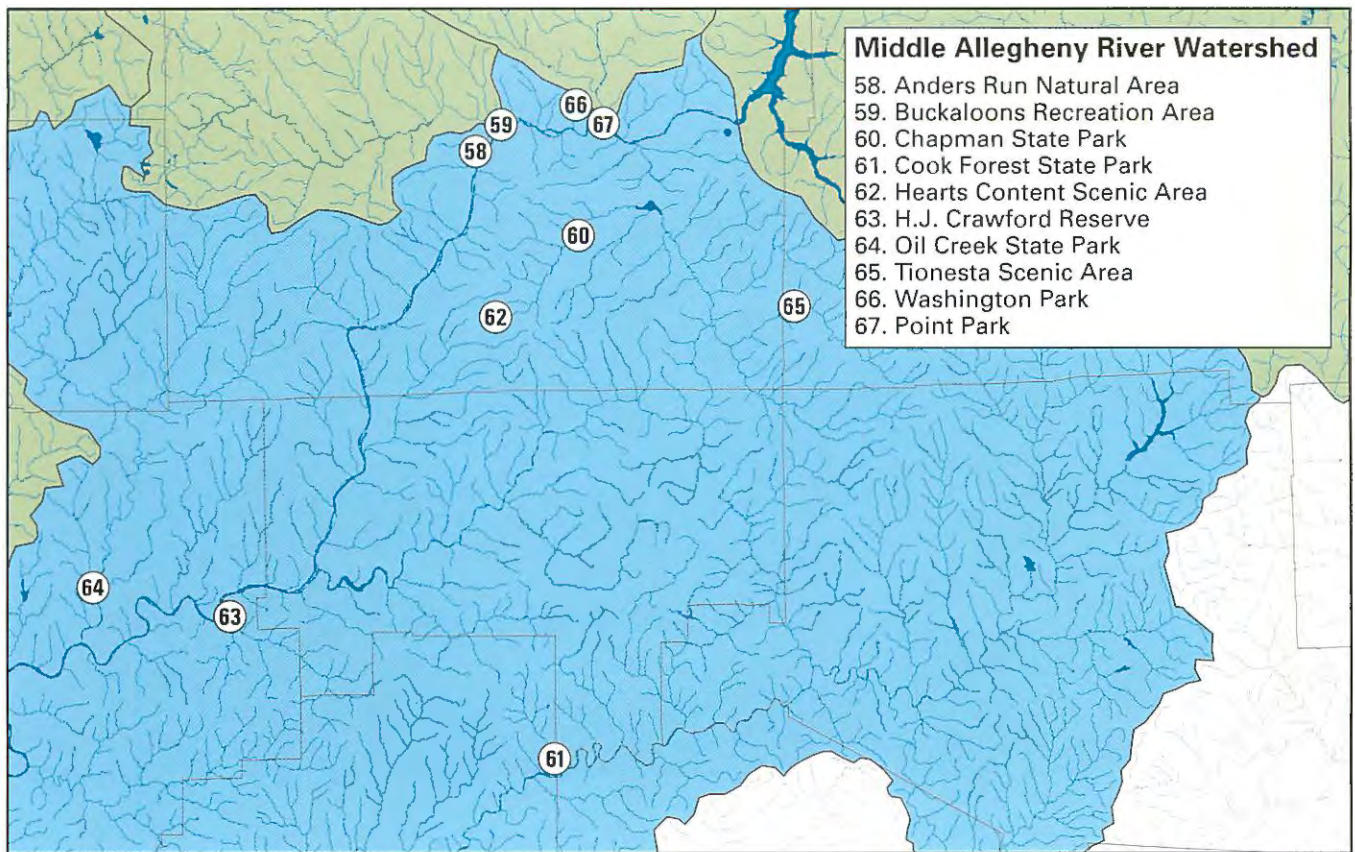 Middle Allegheny River Watershed
58. Anders Run Natural Area
59. Buckaloons Recreation Area
60. Chapman State Park
61. Cook Forest State Park
62. Hearts Content Scenic Area
63. H.J. Crawford Reserve
64. Oil Creek State Park
65. Tionesta Scenic Area
66. Washington Park
67. Point Park
66
59
67
58
60
65
62
64
63
61